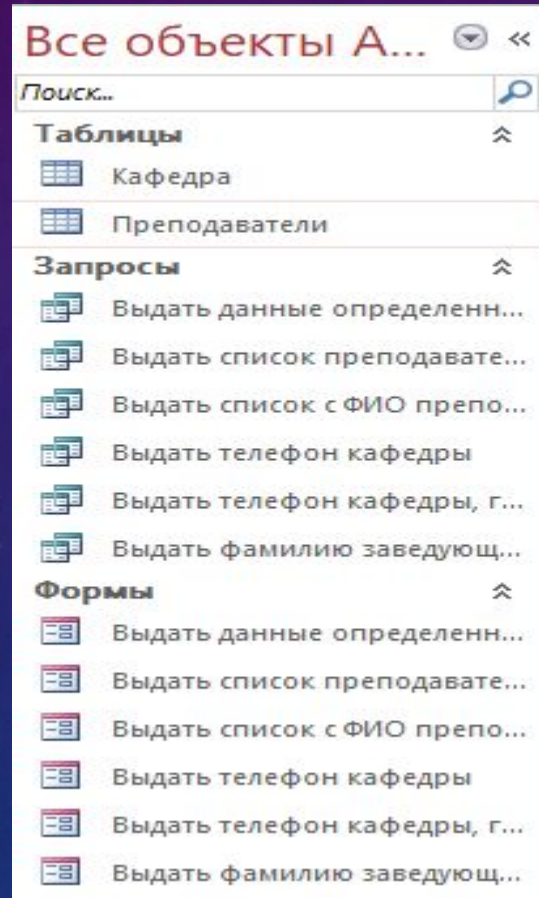 Все объекты А...
Поиск...
Таблицы
Кафедра
Преподаватели
Запросы
Выдать данные определенн...
Выдать список преподавате...
Выдать список с ФИО препо...
Выдать телефон кафедры
Выдать телефон кафедры, г...
Выдать фамилию заведующ...
Формы
Выдать данные определенн...
Выдать список преподавате...
Выдать список с ФИО препо...
Выдать телефон кафедры
Выдать телефон кафедры, г...
Выдать фамилию заведующ...